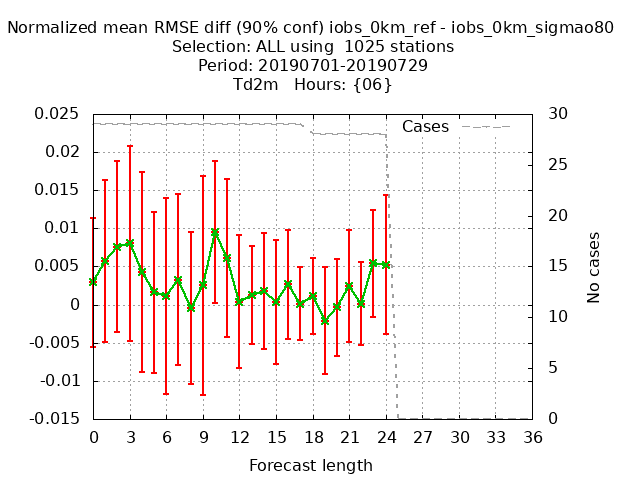 Normalized mean RMSE diff (90% conf) iobs_0km_ref - iobs_0km_sigmao80
Selection: ALL using  1025 stations
Period: 20190701-20190729
Td2m   Hours: {06}
Cases
0.025
0.02
0.015
0.01
0.005
0
-0.005
-0.01
-0.015
30
25
20
15
10
5
0
No cases
0 3 6 9 12 15 18 21 24 27 30 33 36
Forecast length